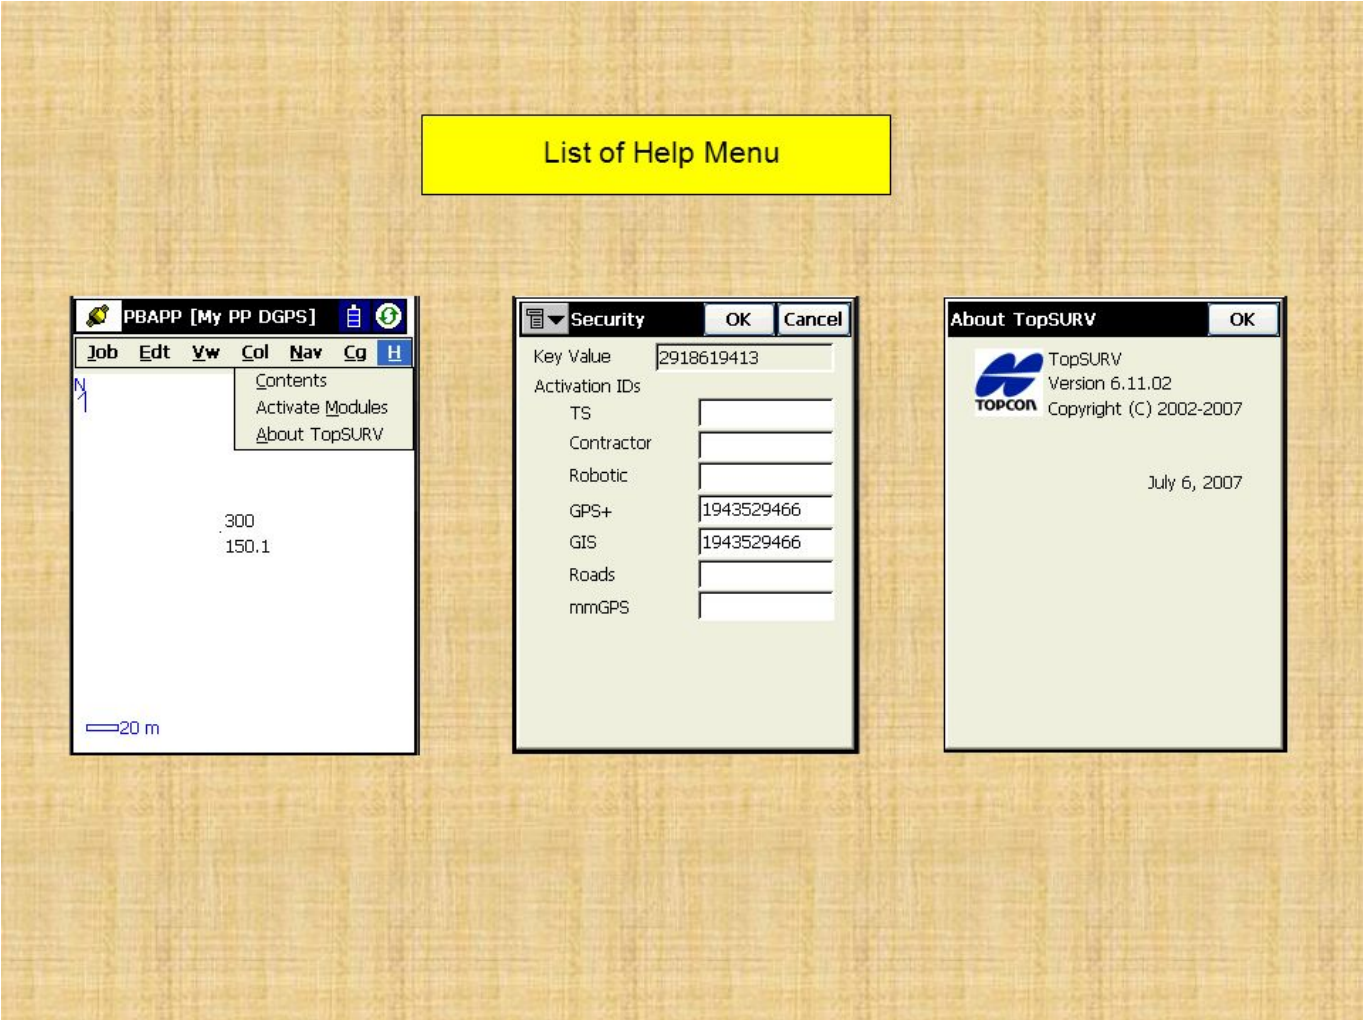 List of Help Menu
PBAPP [My PP DGPS]
Job Edt Vw Col Nav Cg H
N
Contents
Activate Modules
About TopSURV
300
150.1
20 m
Security OK Cancel
Key Value 2918619413
Activation IDs
TS
Contractor
Robotic
GPS+ 1943529466
GIS 1943529466
Roads
mmGPS
About TopSURV OK
TOPCON
TopSURV
Version 6.11.02
Copyright (C) 2002-2007
July 6, 2007